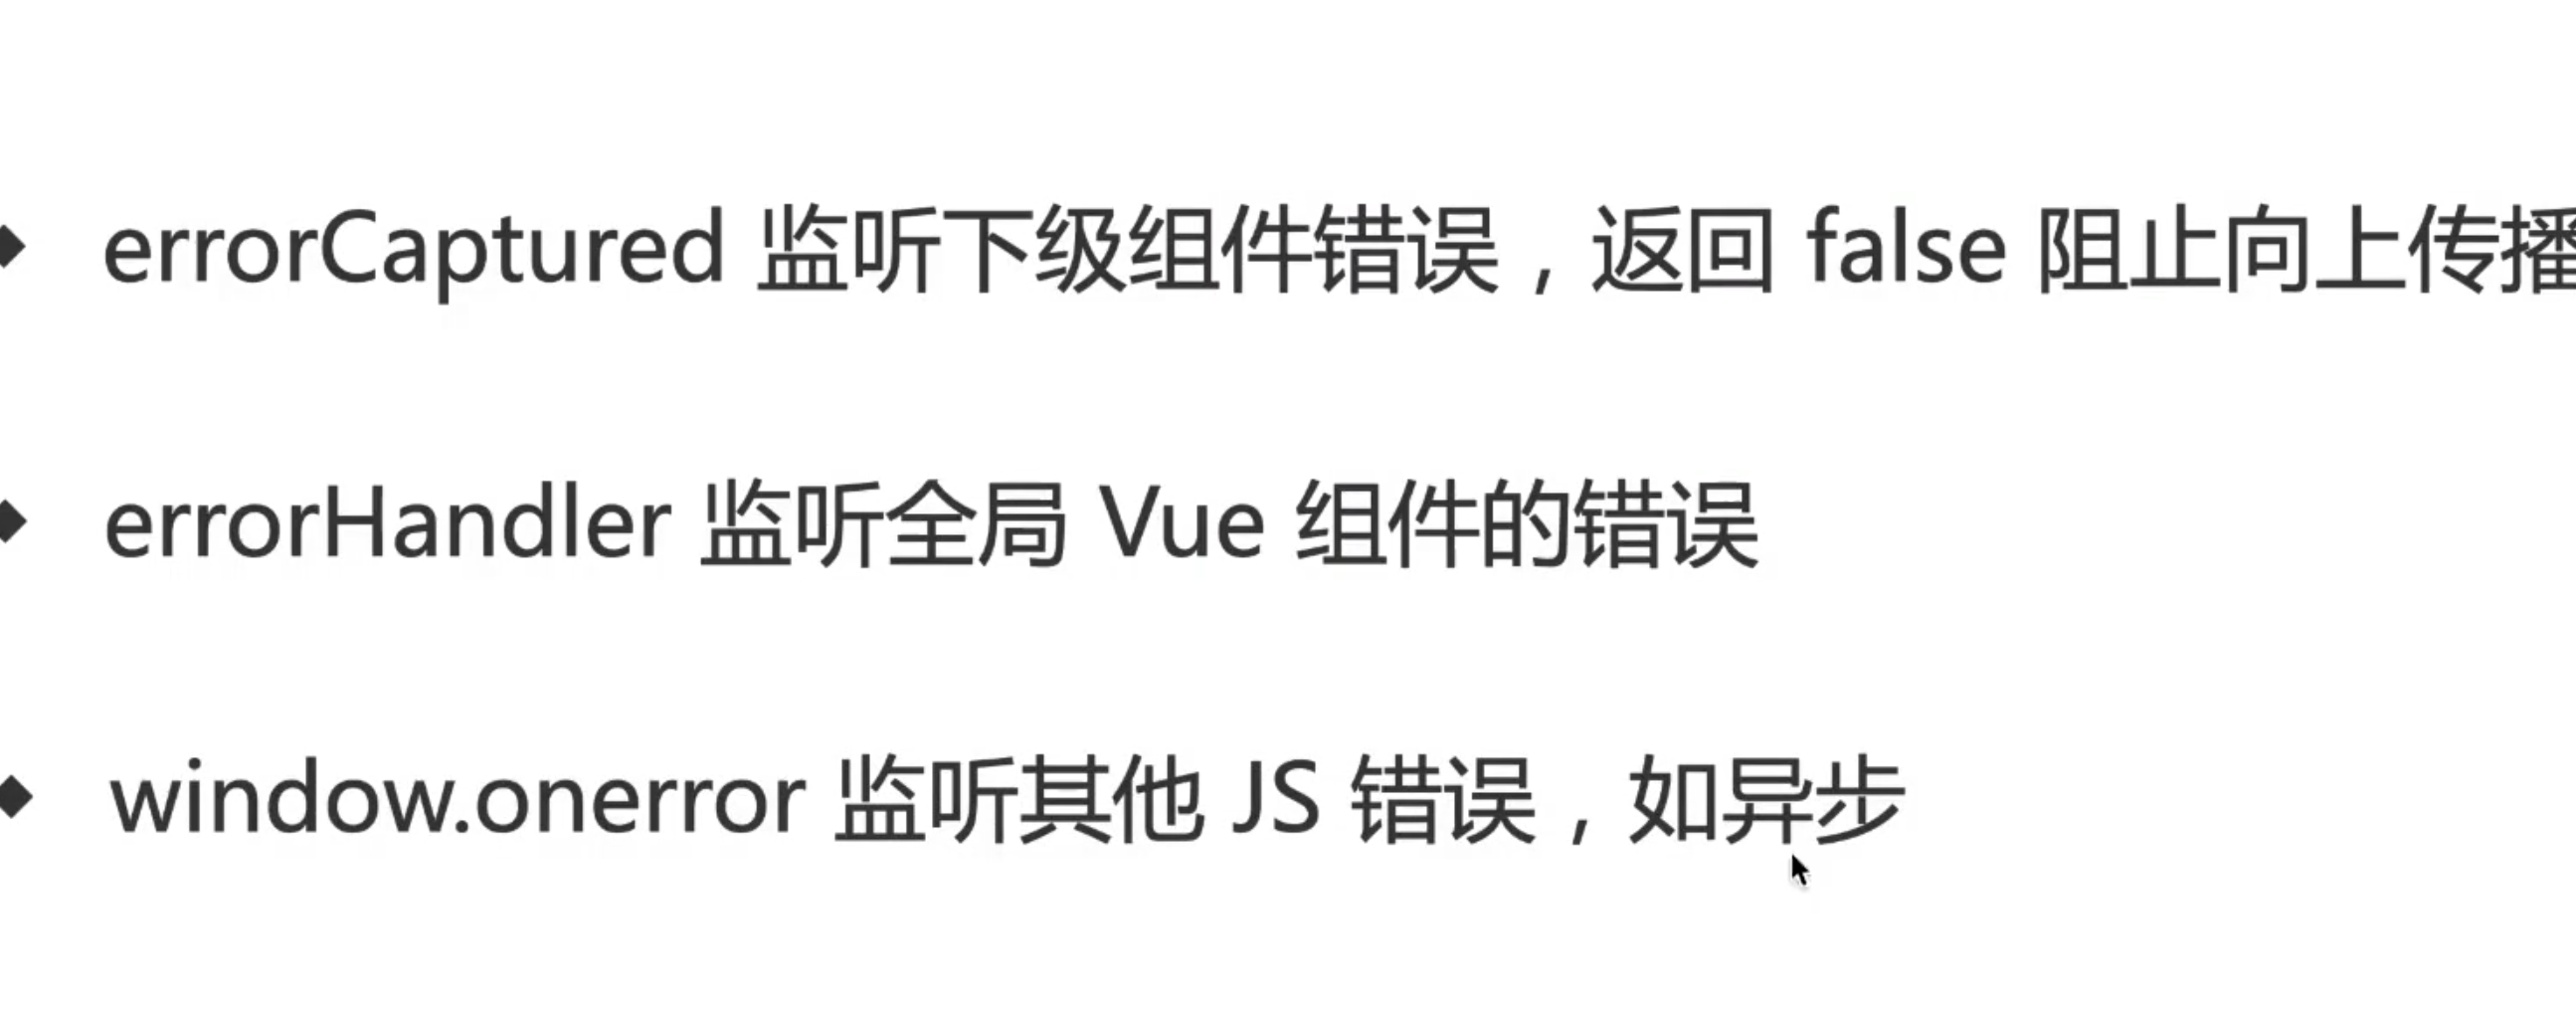 ◆ errorCaptured 监听下级组件错误，返回 false 阻止向上传播
◆ errorHandler 监听全局 Vue 组件的错误
◆ window.onerror 监听其他 JS 错误，如异步